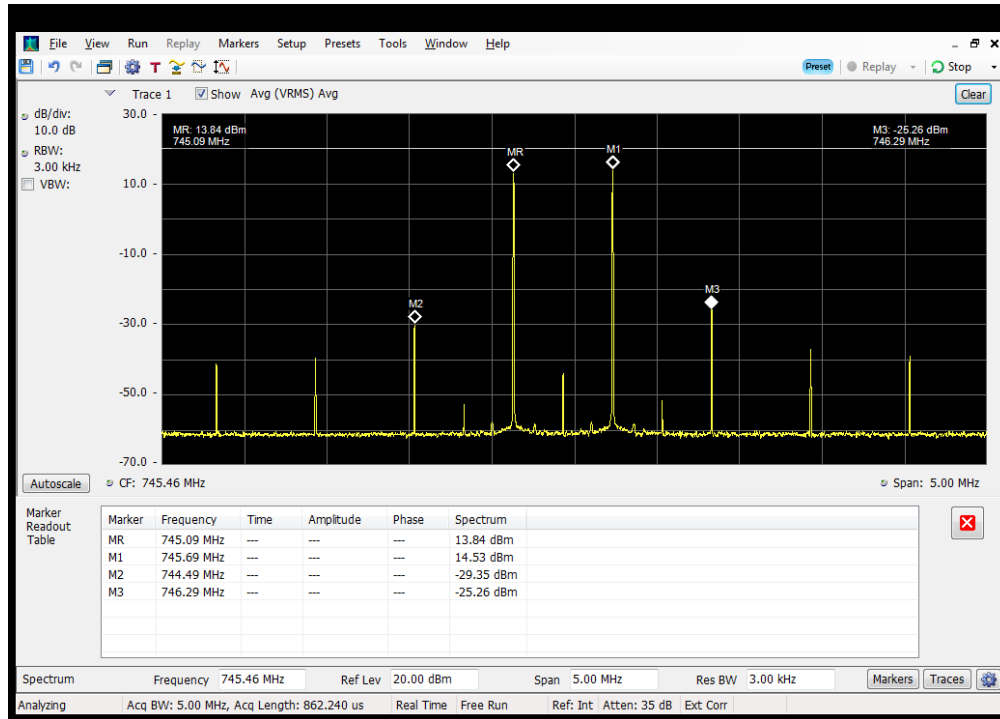 File View Run Replay Markers Setup Presets Tools Window Help
T Preset Replay Stop
Trace 1 Show Avg (VRMS) Avg Clear
dB/div:
10.0 dB
RBW:
3.00 kHz
VBW:
30.0
10.0
-10.0
-30.0
-50.0
-70.0
MR: 13.84 dBm
745.09 MHz
M3: -25.26 dBm
746.29 MHz
MR
M1
M2
M3
Autoscale CF: 745.46 MHz Span: 5.00 MHz
Marker
Readout
Table
Marker Frequency Time Amplitude Phase Spectrum
MR 745.09 MHz --- --- --- 13.84 dBm
M1 745.69 MHz --- --- --- 14.53 dBm
M2 744.49 MHz --- --- --- -29.35 dBm
M3 746.29 MHz --- --- --- -25.26 dBm
Spectrum Frequency 745.46 MHz Ref Lev 20.00 dBm Span 5.00 MHz Res BW 3.00 kHz Markers Traces
Analyzing Acq BW: 5.00 MHz, Acq Length: 862.240 us Real Time Free Run Ref: Int Atten: 35 dB Ext Corr